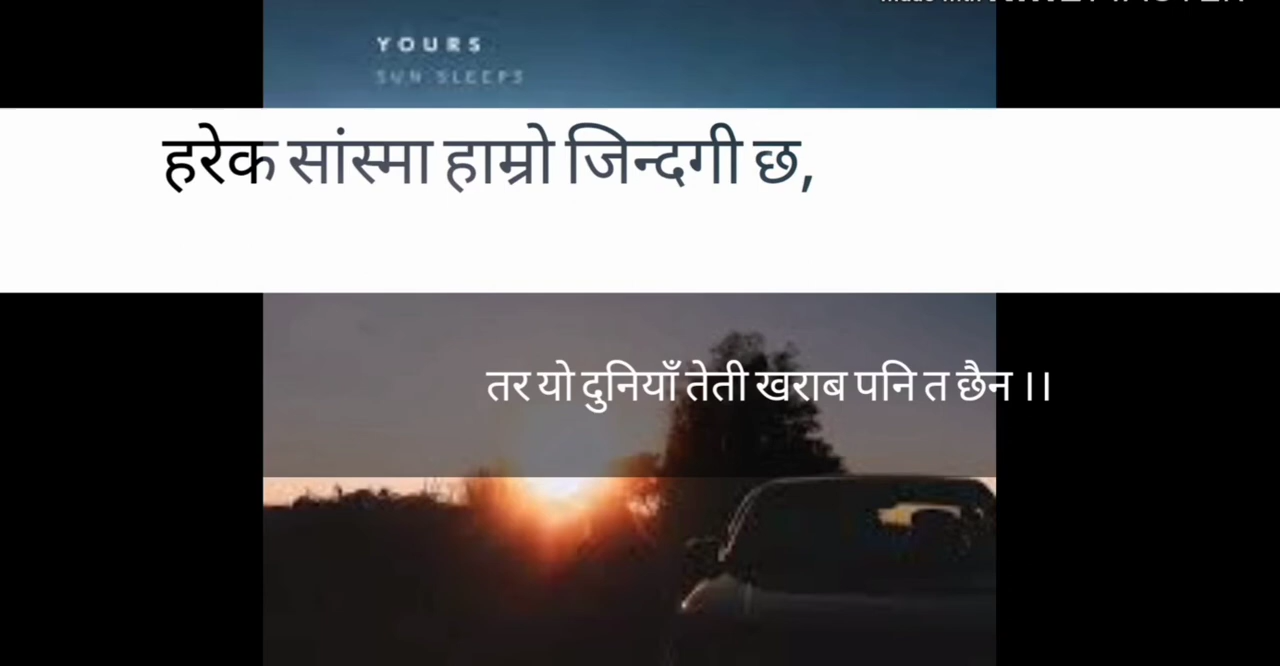 YOURS
SUN SLEEPS
हरेक सांस्मा हाम्रो जिन्दगी छ,
तर यो दुनियाँ तेती खराब पनि त छैन ।।